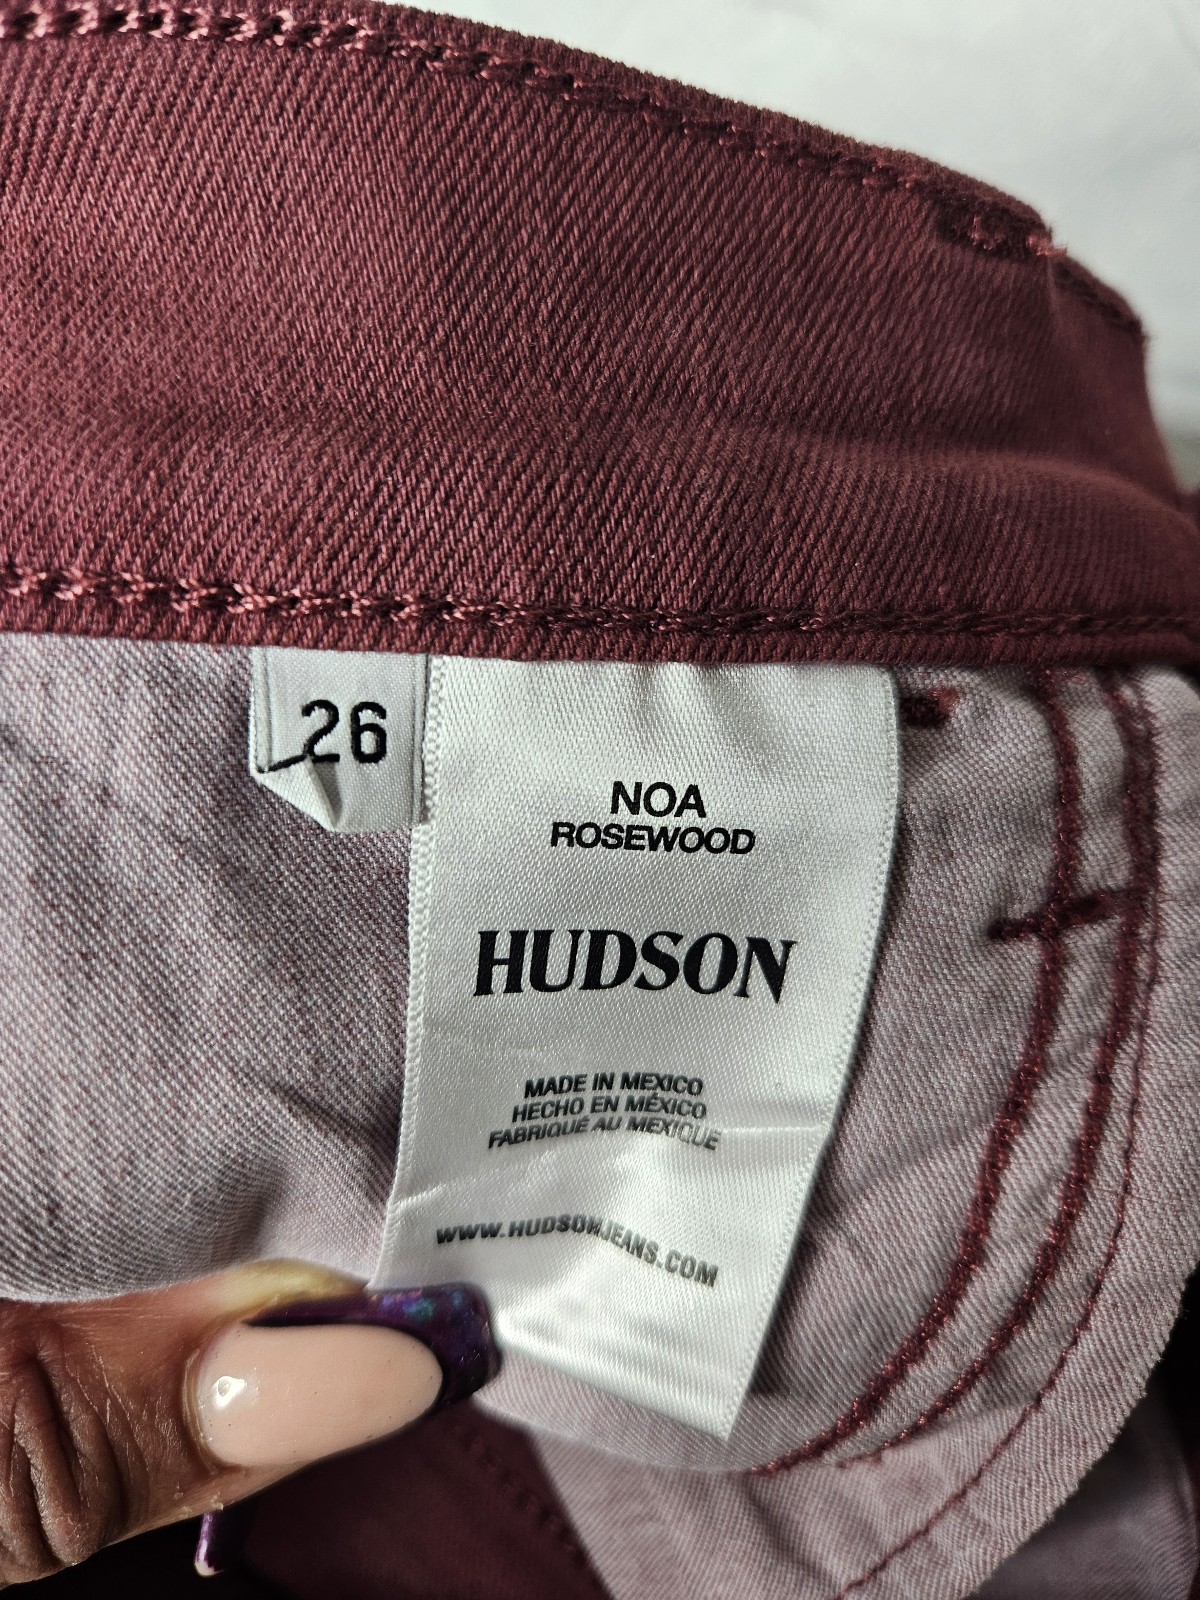 26
NOA
ROSEWOOD
HUDSON
MADE IN MEXICO
HECHO EN MÉXICO
FABRIQUÉ AU MEXIQUE
WWW.HUDSONJEANS.COM